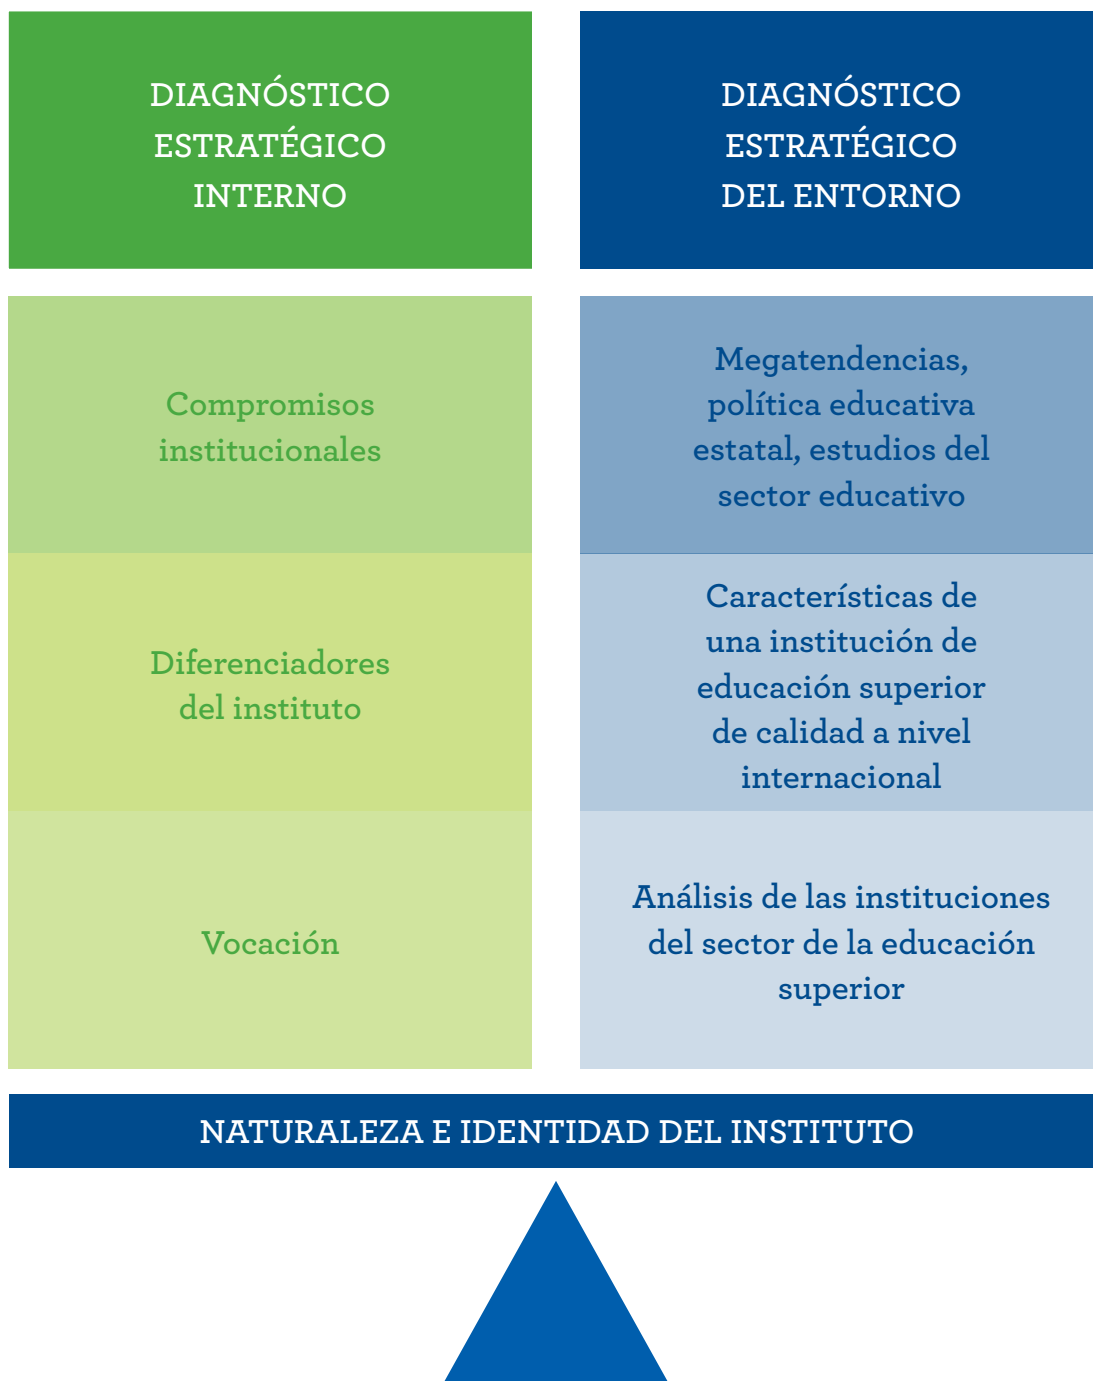 DIAGNÓSTICO
ESTRATÉGICO
INTERNO
Compromisos
institucionales
Diferenciadores
del instituto
Vocación
DIAGNÓSTICO
ESTRATÉGICO
DEL ENTORNO
Megatendencias,
política educativa
estatal, estudios del
sector educativo
Características de
una institución de
educación superior
de calidad a nivel
internacional
Análisis de las instituciones
del sector de la educación
superior
NATURALEZA E IDENTIDAD DEL INSTITUTO